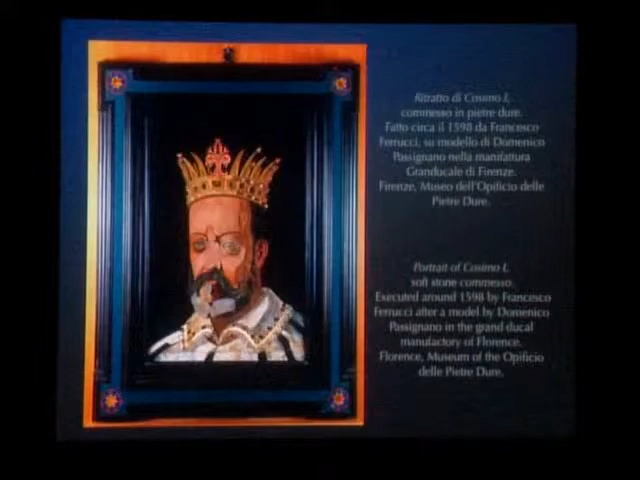 Ritratto di Cosimo I,
commesso in pietre dure.
Fatto circa il 1598 da Francesco
Ferrucci, su modello di Domenico
Passignano nella manifattura
Granducale di Firenze.
Firenze, Museo dell'Opificio delle
Pietre Dure.
Portrait of Cosimo I,
soft stone commesso.
Executed around 1598 by Francesco
Ferrucci after a model by Domenico
Passignano in the grand ducal
manufactory of Florence.
Florence, Museum of the Opificio
delle Pietre Dure.